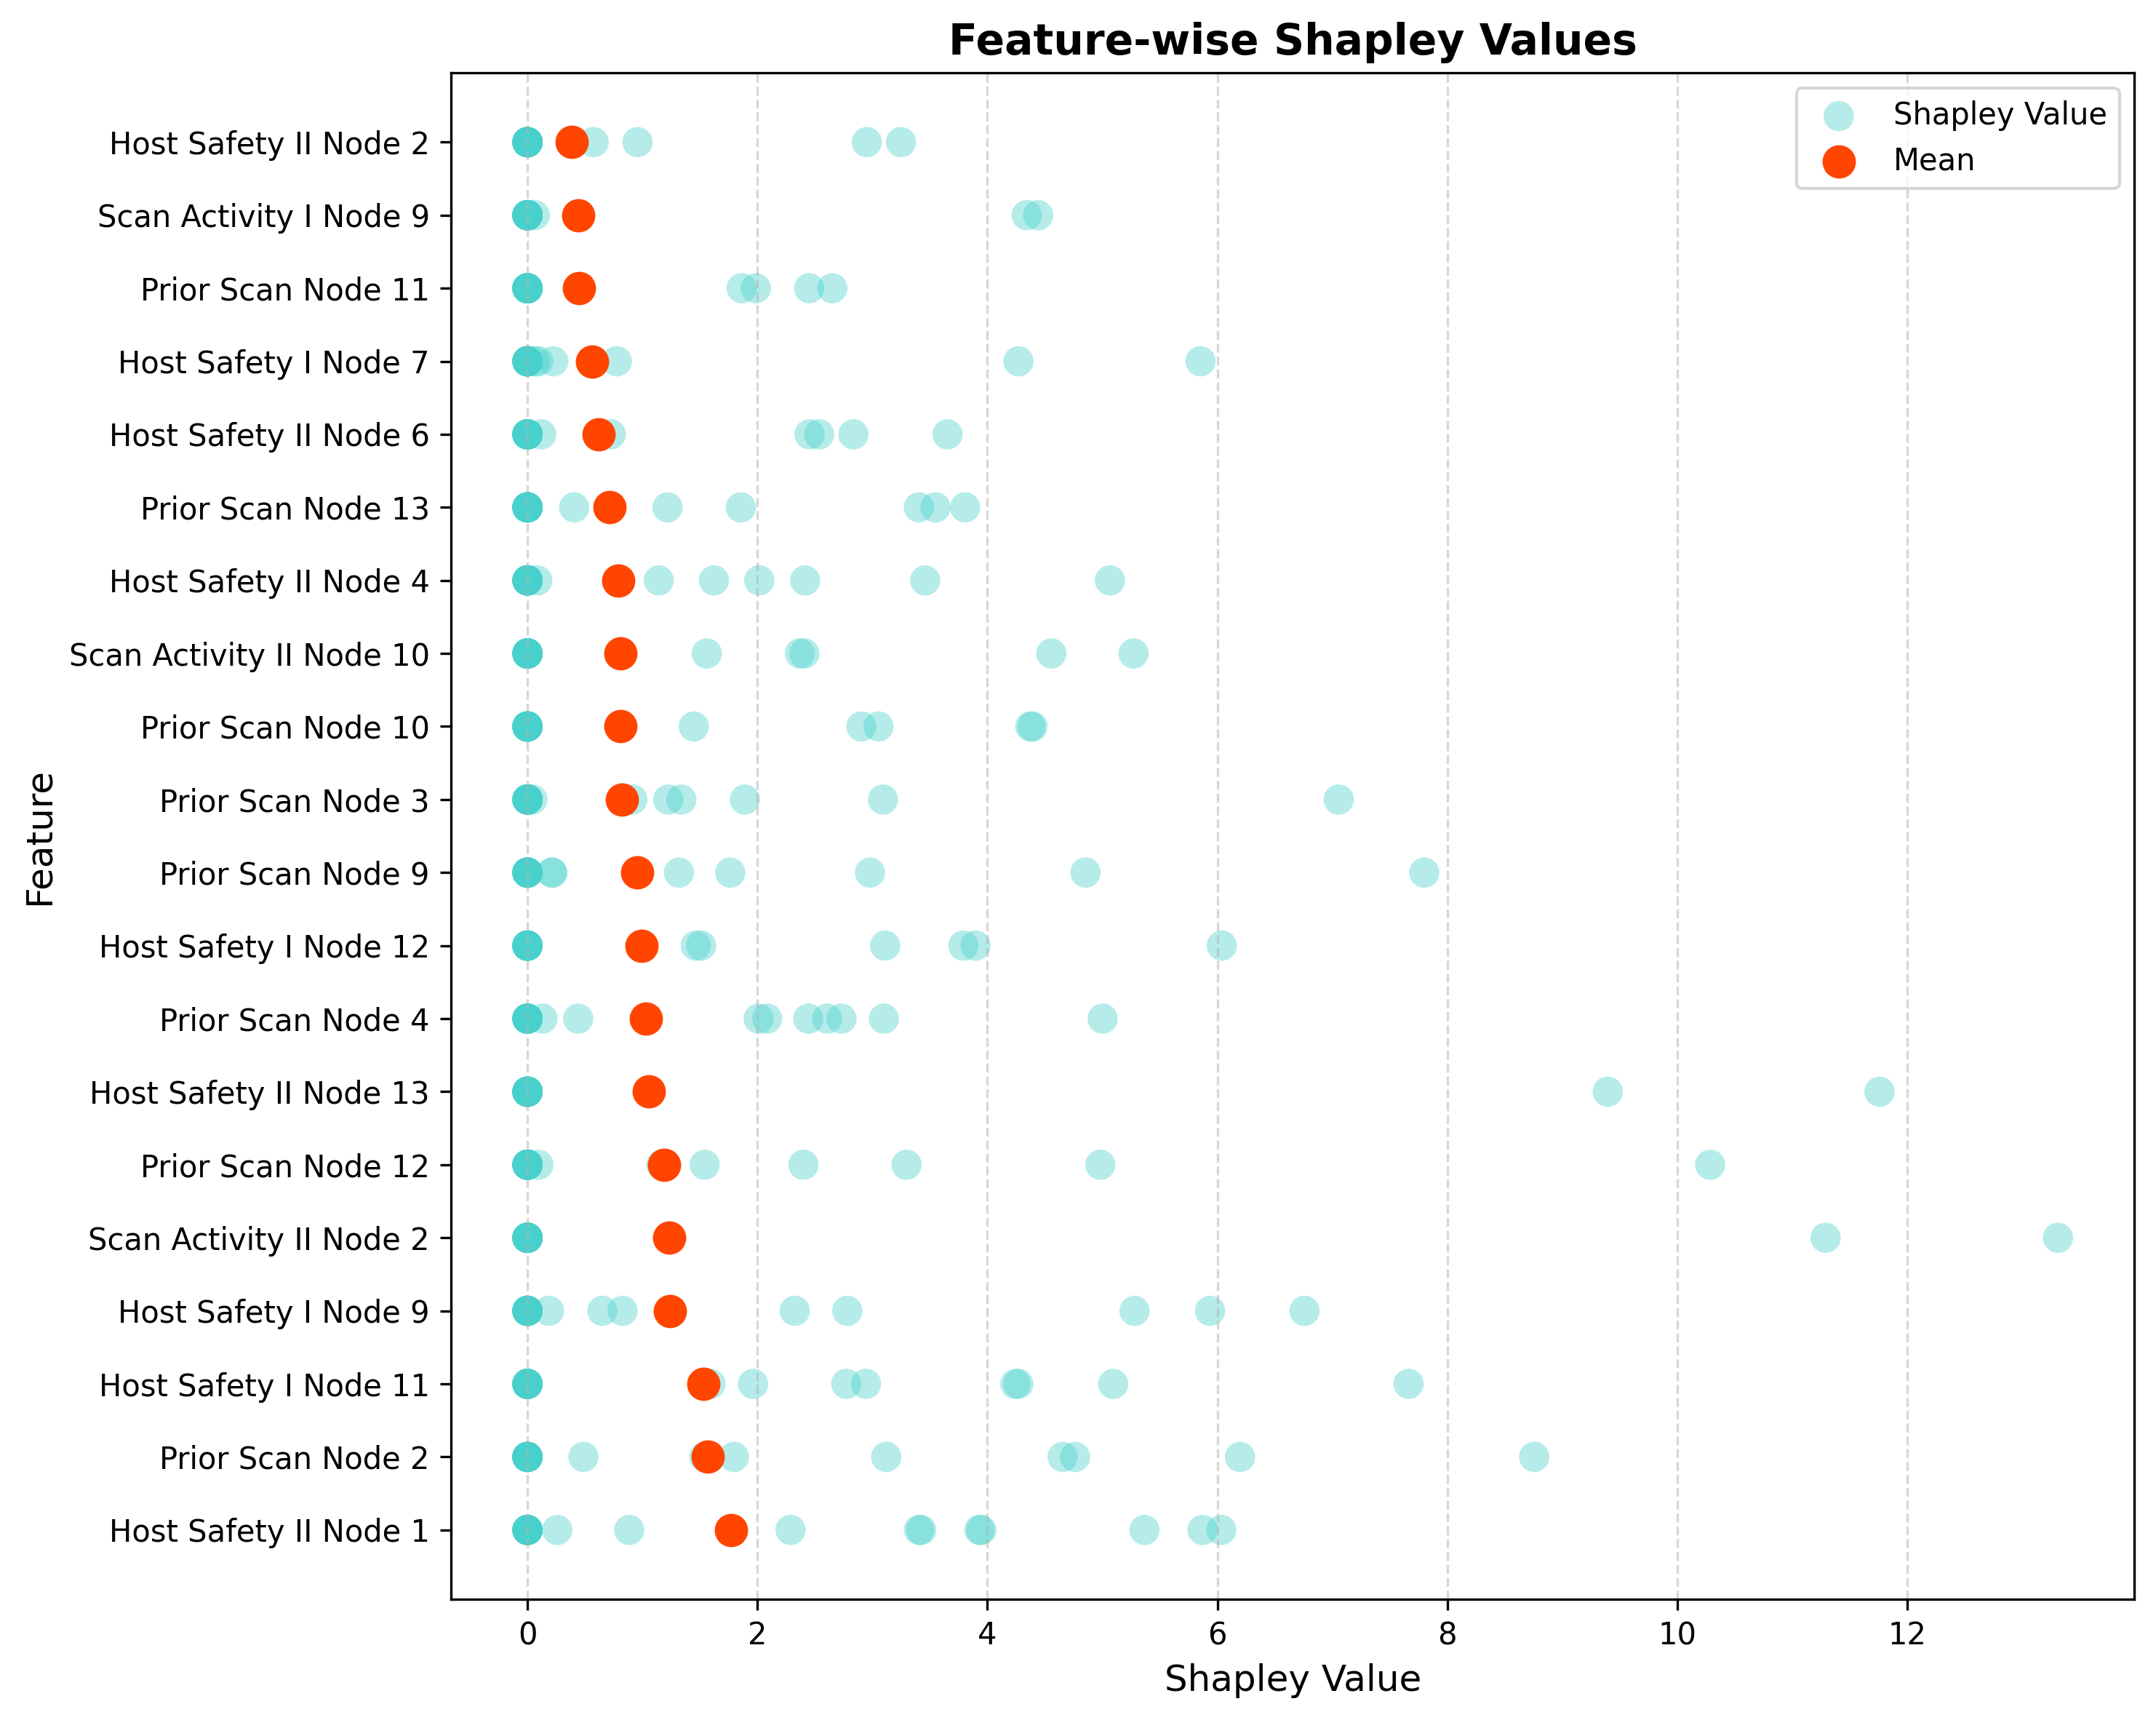 Feature-wise Shapley Values
Shapley Value
Mean
Host Safety II Node 2
Scan Activity I Node 9
Prior Scan Node 11
Host Safety I Node 7
Host Safety II Node 6
Prior Scan Node 13
Host Safety II Node 4
Scan Activity II Node 10
Prior Scan Node 10
Prior Scan Node 3
Prior Scan Node 9
Host Safety I Node 12
Prior Scan Node 4
Host Safety II Node 13
Prior Scan Node 12
Scan Activity II Node 2
Host Safety I Node 9
Host Safety I Node 11
Prior Scan Node 2
Host Safety II Node 1
Feature
0 2 4 6 8 10 12
Shapley Value